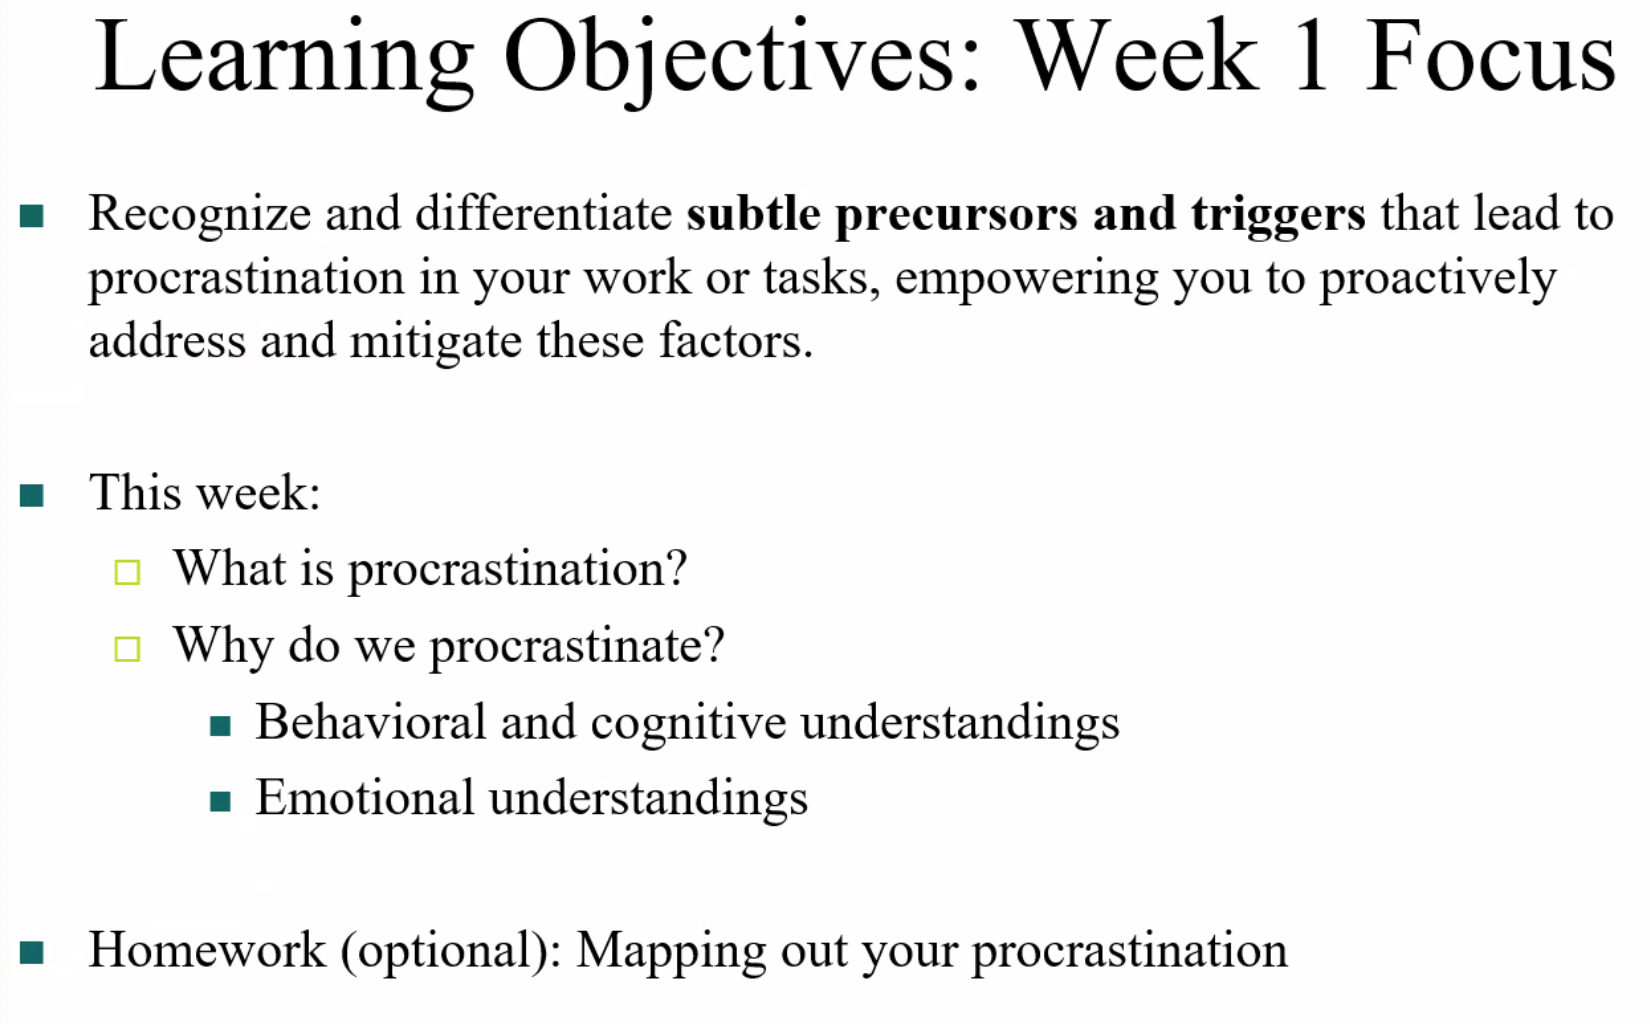 Learning Objectives: Week 1 Focus
Recognize and differentiate subtle precursors and triggers that lead to
procrastination in your work or tasks, empowering you to proactively
address and mitigate these factors.
This week:
What is procrastination?
Why do we procrastinate?
Behavioral and cognitive understandings
Emotional understandings
Homework (optional): Mapping out your procrastination